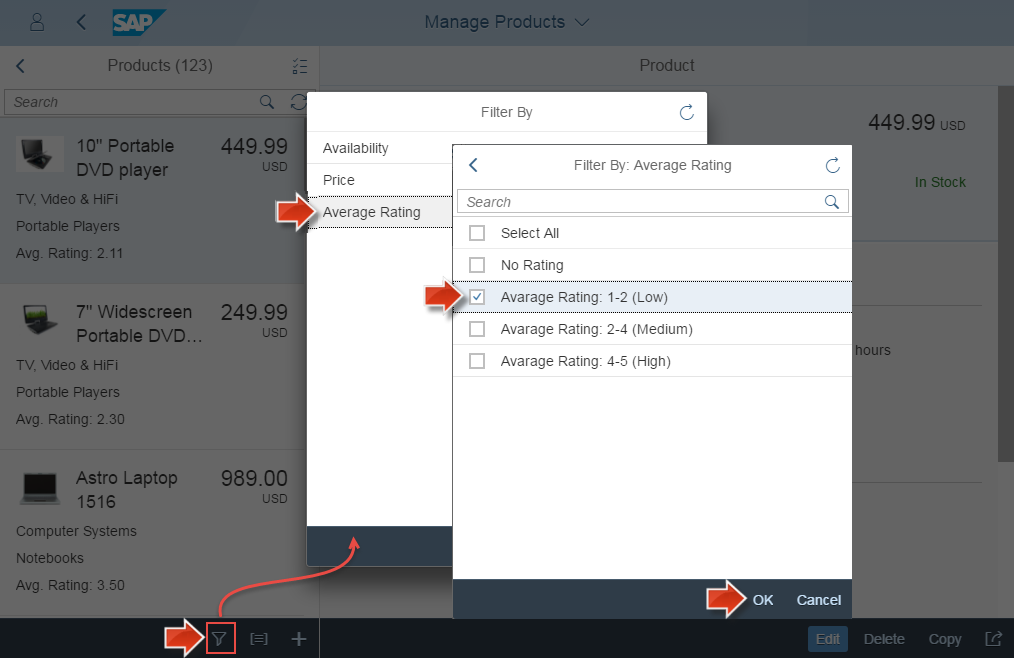 SAP
Manage Products
Products (123)
Product
Search
10" Portable
DVD player
449.99
USD
TV, Video & HiFi
Portable Players
Avg. Rating: 2.11
7" Widescreen
Portable DVD...
249.99
USD
TV, Video & HiFi
Portable Players
Avg. Rating: 2.30
Astro Laptop
1516
989.00
USD
Computer Systems
Notebooks
Avg. Rating: 3.50
Filter By
Availability
Price
Average Rating
Filter By: Average Rating
Search
Select All
No Rating
Avarage Rating: 1-2 (Low)
Avarage Rating: 2-4 (Medium)
Avarage Rating: 4-5 (High)
OK Cancel
449.99 USD
In Stock
hours
Edit Delete Copy